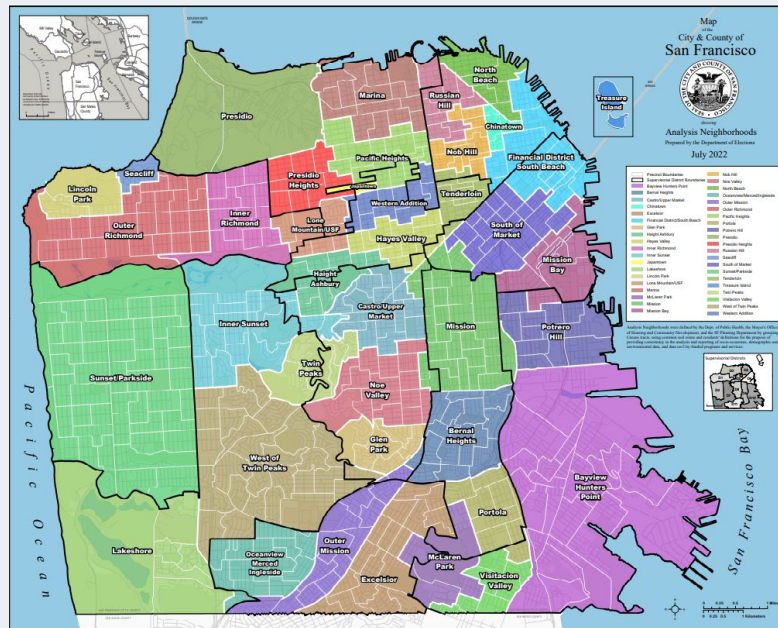 Map
of the
City & County of
San Francisco
showing
Analysis Neighborhoods
Prepared by the Department of Elections
July 2022
Precinct Boundaries
Supervisorial District Boundaries
Bayview Hunters Point
Bernal Heights
Castro/Upper Market
Chinatown
Excelsior
Financial District/South Beach
Glen Park
Haight Ashbury
Hayes Valley
Inner Richmond
Inner Sunset
Japantown
Lakeshore
Lincoln Park
Lone Mountain/USF
Marina
McLaren Park
Mission
Mission Bay
Nob Hill
Noe Valley
North Beach
Oceanview/Merced/Ingleside
Outer Mission
Outer Richmond
Pacific Heights
Portola
Potrero Hill
Presidio
Presidio Heights
Russian Hill
Seacliff
South of Market
Sunset/Parkside
Tenderloin
Treasure Island
Twin Peaks
Visitacion Valley
West of Twin Peaks
Western Addition
Supervisorial Districts
Presidio
Marina
Russian
Hill
North
Beach
Treasure
Island
Chinatown
Nob Hill
Pacific Heights
Financial District
South Beach
Seacliff
Lincoln
Park
Presidio
Heights
Japantown
Tenderloin
Western Addition
Outer
Richmond
Inner
Richmond
Lone
Mountain/USF
Hayes Valley
South of
Market
Mission
Bay
Haight
Ashbury
Castro/Upper
Market
Inner Sunset
Mission
Potrero
Hill
Twin
Peaks
Sunset/Parkside
Noe
Valley
Glen
Park
Bernal
Heights
West of
Twin Peaks
Bayview
Hunters
Point
Portola
Lakeshore
Oceanview
Merced
Ingleside
Outer
Mission
Excelsior
McLaren
Park
Visitacion
Valley
Pacific Ocean
San Francisco Bay